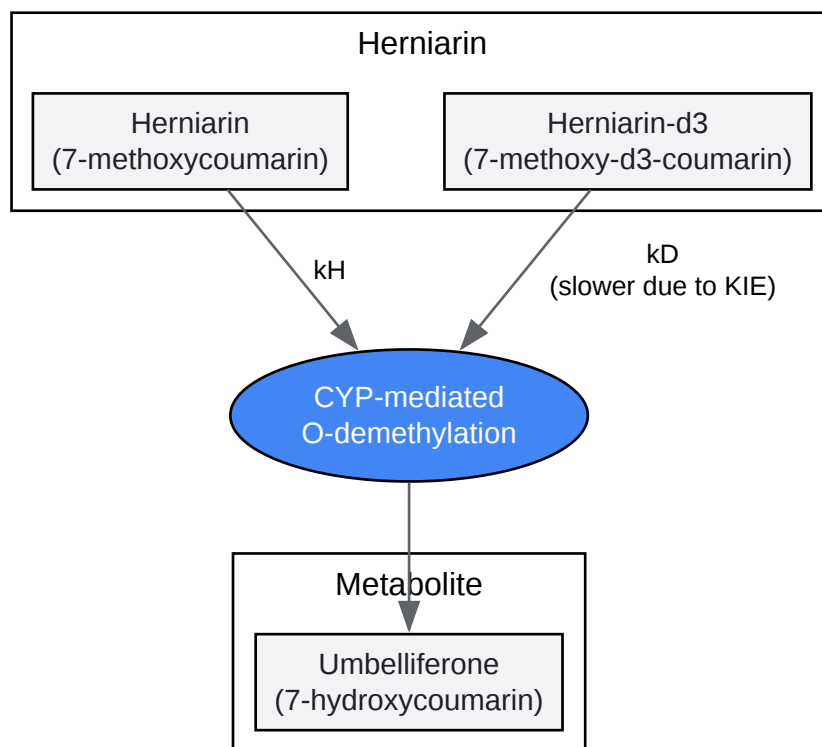 Herniarin
Herniarin
(7-methoxycoumarin)
Herniarin-d3
(7-methoxy-d3-coumarin)
kH
kD
(slower due to KIE)
CYP-mediated
O-demethylation
Metabolite
Umbelliferone
(7-hydroxycoumarin)